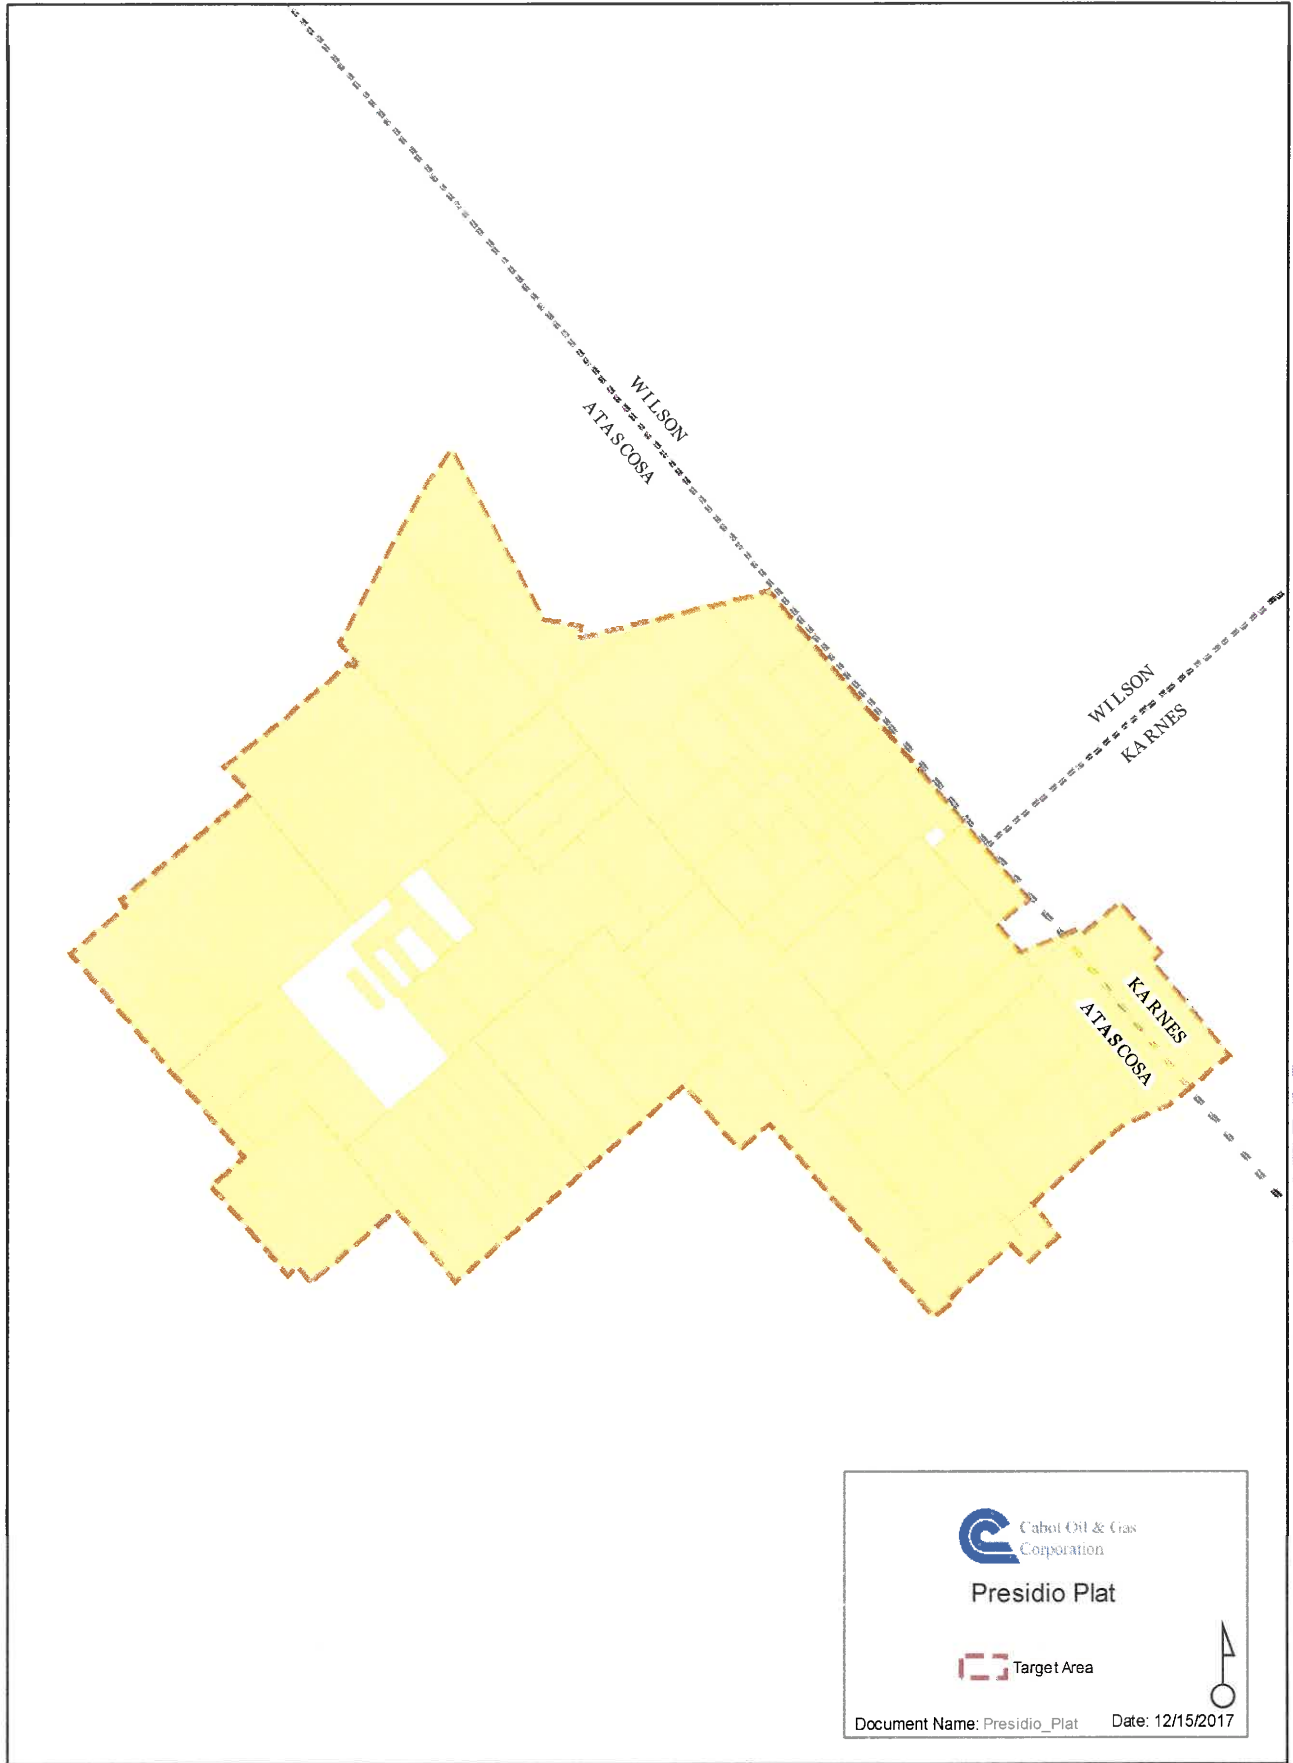 WILSON
ATASCOSA
WILSON
KARNES
KARNES
ATASCOSA
Cabot Oil & Gas
Corporation
Presidio Plat
Target Area
Document Name: Presidio_Plat
Date: 12/15/2017